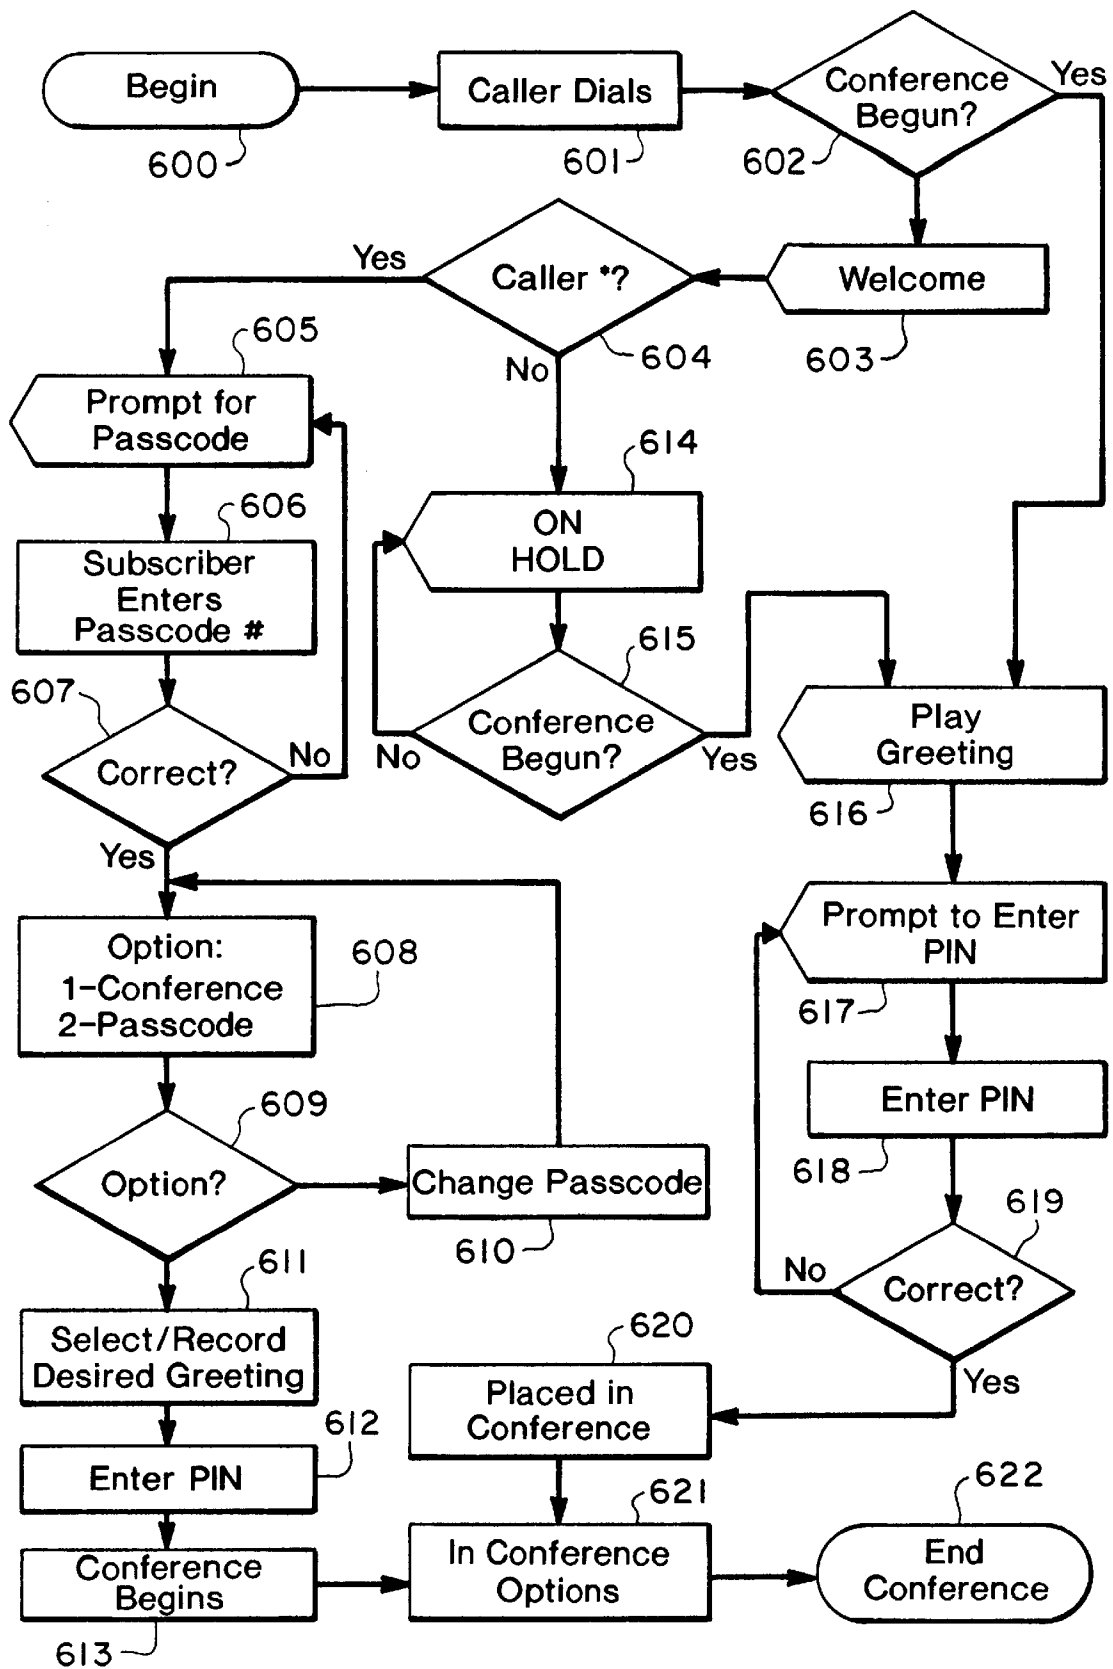 Begin
600
Caller Dials
601
Conference
Begun?
602
Yes
Welcome
603
Caller *?
604
Yes
No
605
Prompt for
Passcode
606
Subscriber
Enters
Passcode #
607
Correct?
No
Yes
614
ON
HOLD
615
Conference
Begun?
No
Yes
Play
Greeting
616
Prompt to Enter
PIN
617
Enter PIN
618
619
Correct?
No
Yes
Option:
1-Conference
2-Passcode
608
609
Option?
Change Passcode
610
611
Select/Record
Desired Greeting
612
Enter PIN
Conference
Begins
613
620
Placed in
Conference
621
In Conference
Options
622
End
Conference